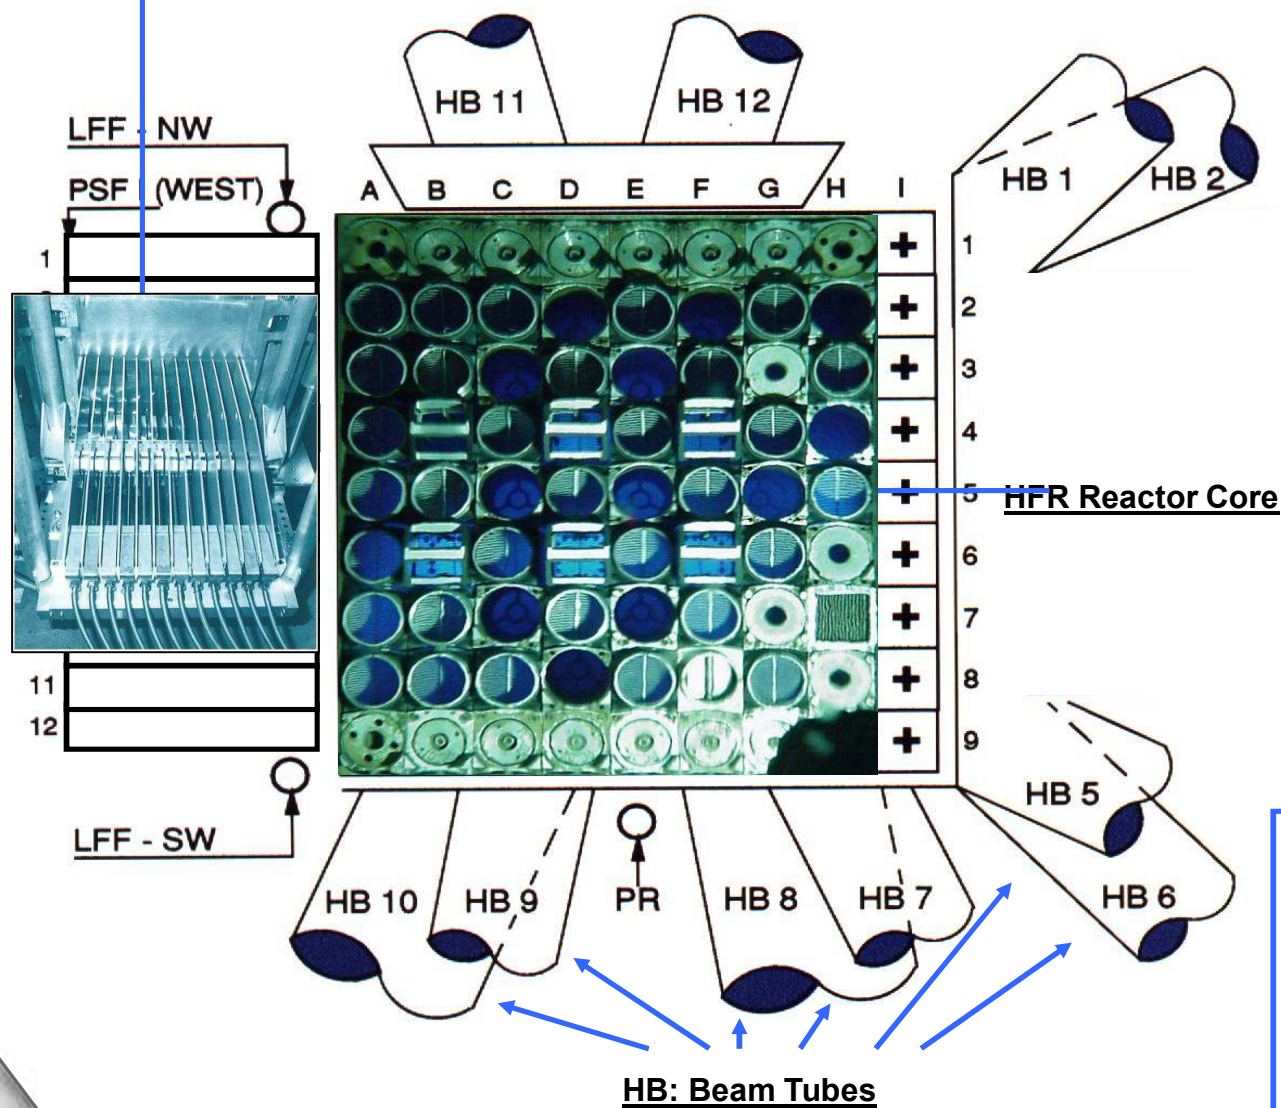 HB 11
HB 12
LFF - NW
PSF (WEST)
HB 1
HB 2
A B C D E F G H I
1
1
2
3
4
5
HFR Reactor Core
6
7
8
11
12
9
HB 5
LFF - SW
HB 10
HB 9
PR
HB 8
HB 7
HB 6
HB: Beam Tubes